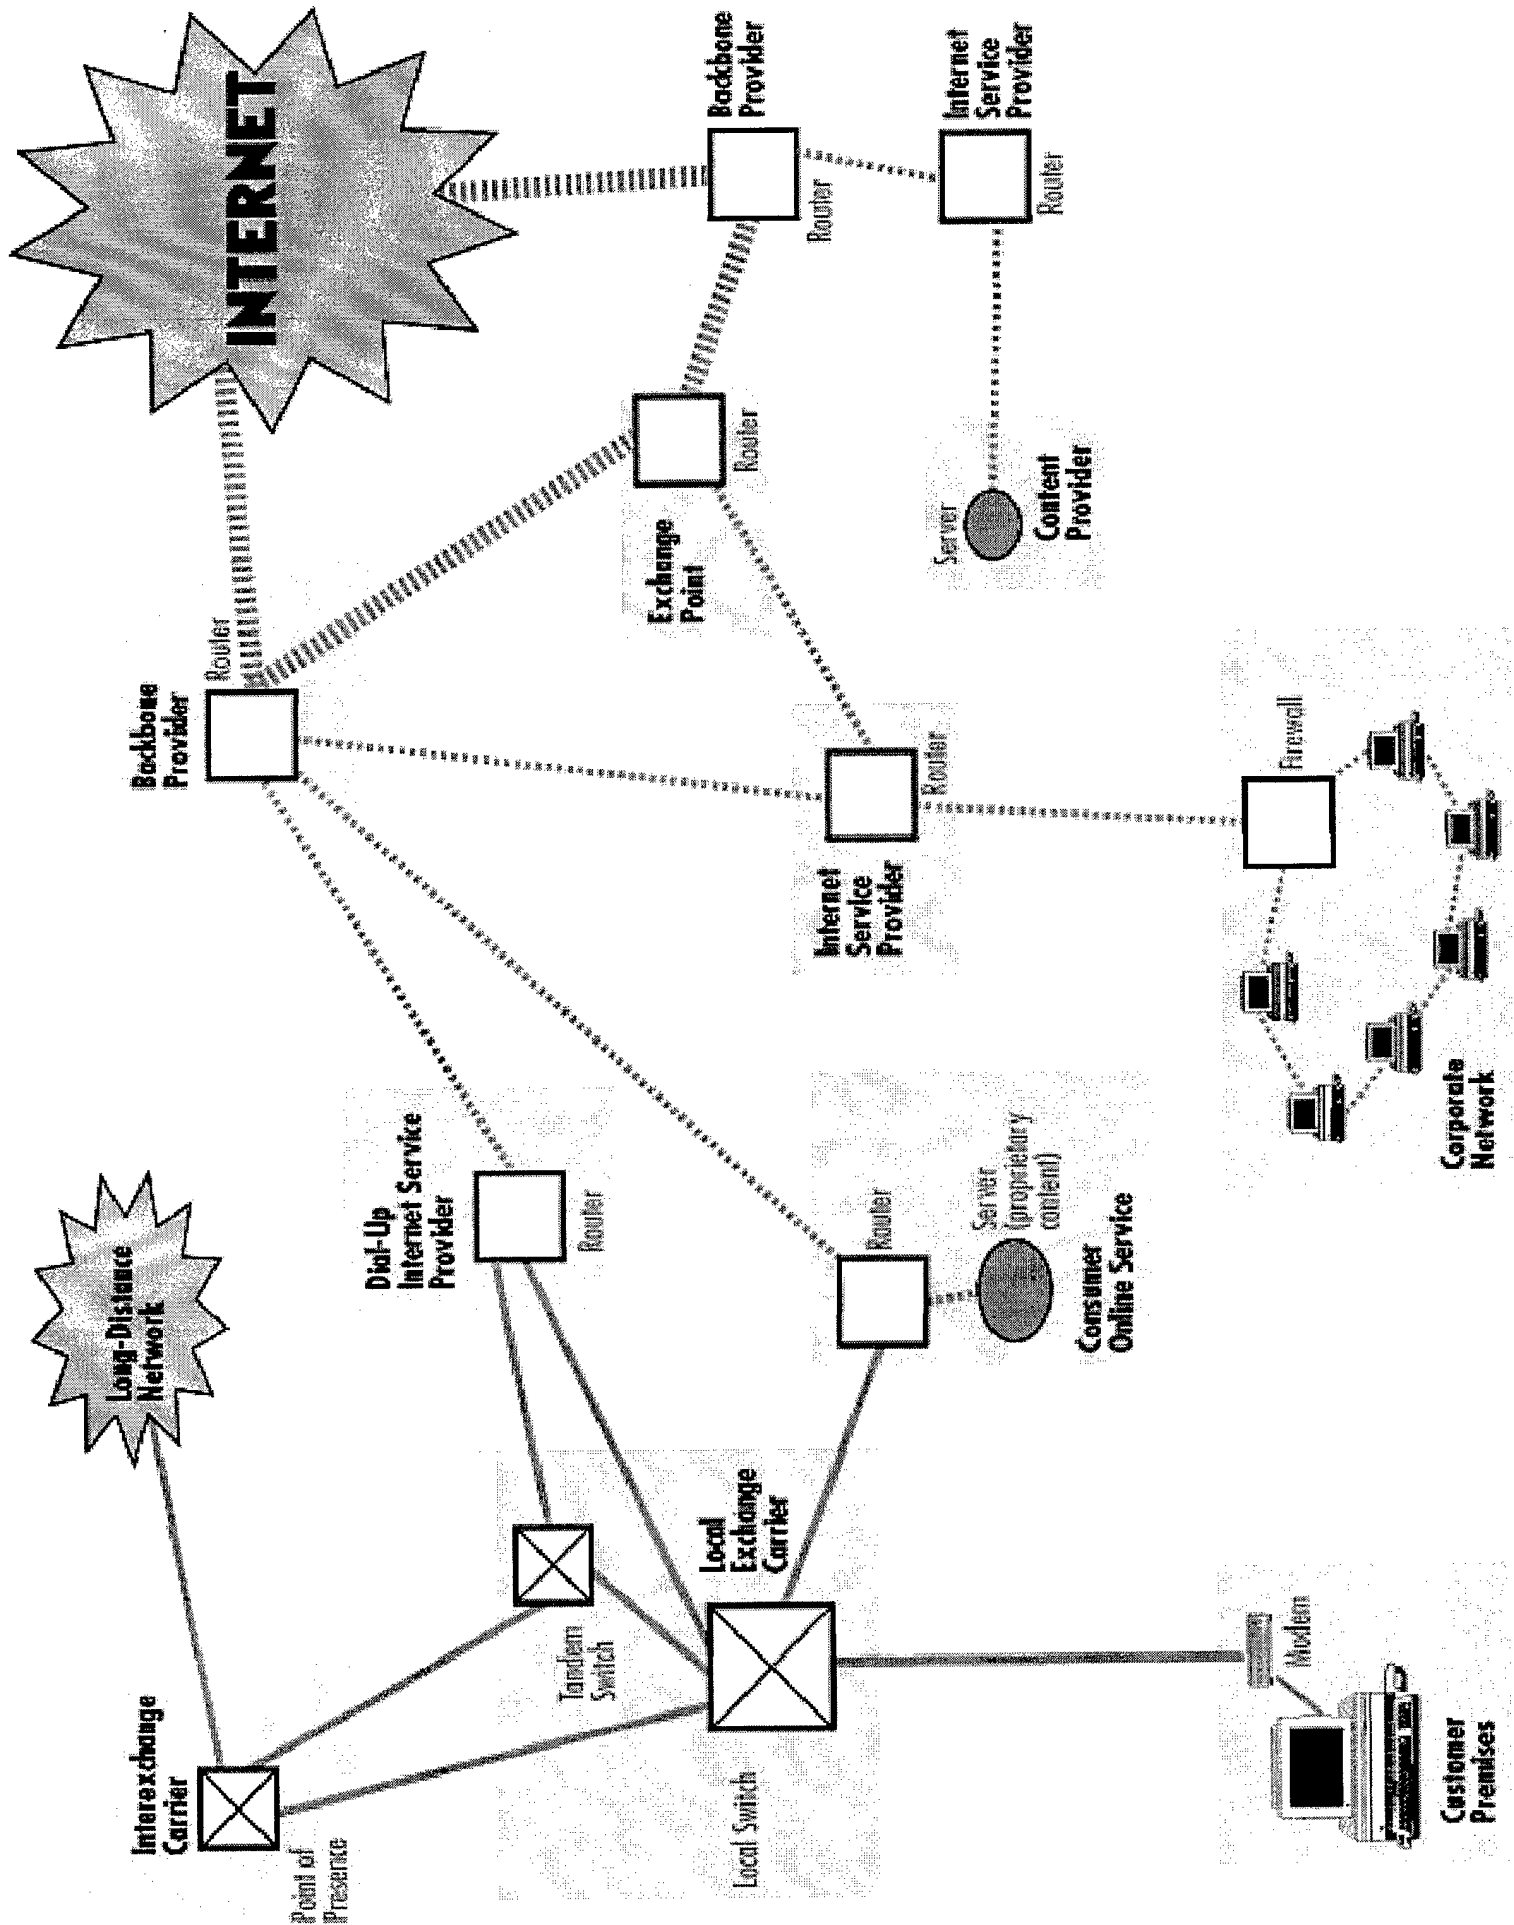 Long-Distance
Network
INTERNET
Interexchange
Carrier
Point of
Presence
Backbone
Provider
Router
Dial-Up
Internet Service
Provider
Router
Tandem
Switch
Exchange
Point
Router
Backbone
Provider
Router
Local Switch
Local
Exchange
Carrier
Router
Server
(proprietary
content)
Consumer
Online Service
Internet
Service
Provider
Router
Server
Content
Provider
Internet
Service
Provider
Router
Modem
Customer
Premises
Firewall
Corporate
Network